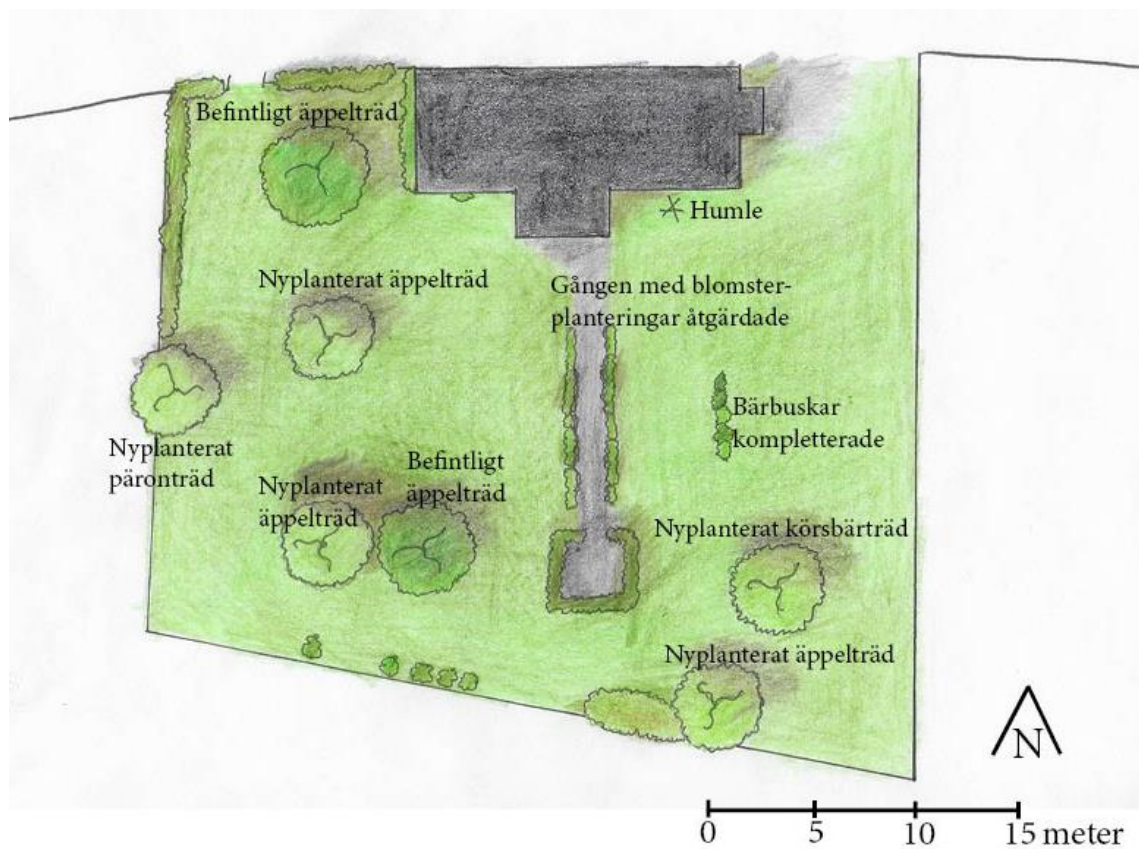 Befintligt äppelträd
Humle
Nyplanterat äppelträd
Gången med blomster-
planteringar åtgärdade
Bärbuskar
kompletterade
Nyplanterat
päronträd
Nyplanterat
äppelträd
Befintligt
äppelträd
Nyplanterat körsbärträd
Nyplanterat äppelträd
N
0 5 10 15 meter